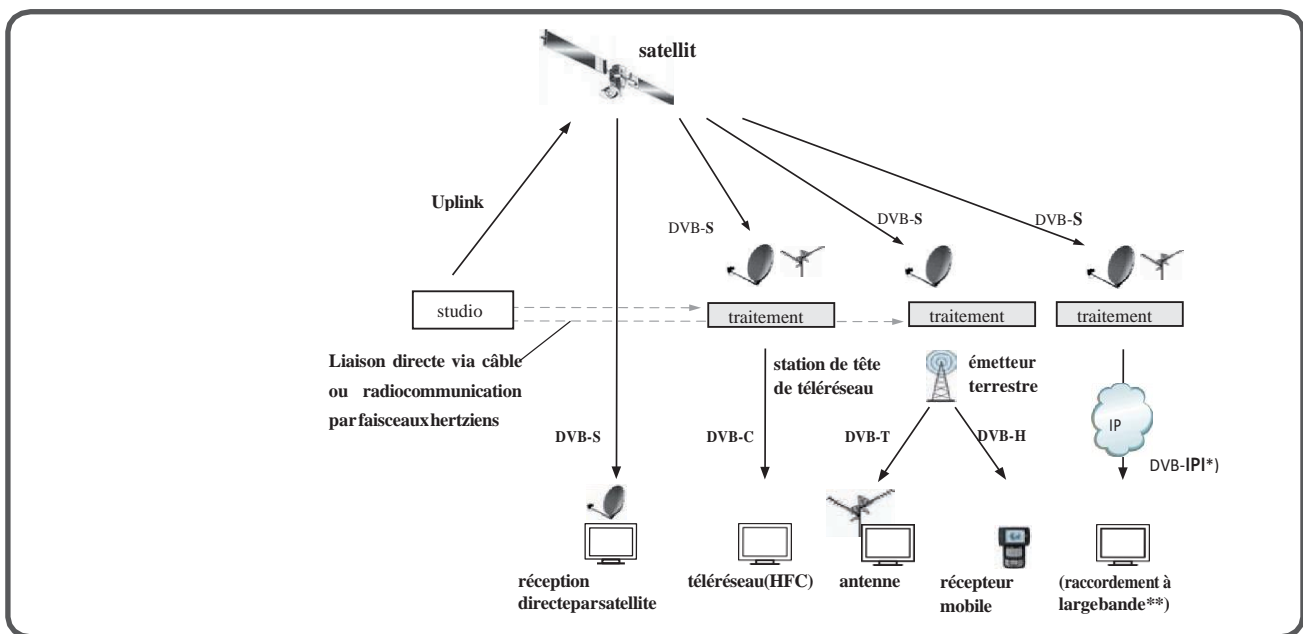 satellit
Uplink
DVB-S
DVB-S
DVB-S
studio
traitement
traitement
traitement
Liaison directe via câble
ou radiocommunication
parfaisceauxhertziens
station de tête
de téléréseau
émetteur
terrestre
IP
DVB-S
DVB-C
DVB-T
DVB-H
DVB-IPI*)
réception
directeparsatellite
téléréseau(HFC)
antenne
récepteur
mobile
(raccordement à
largebande**)